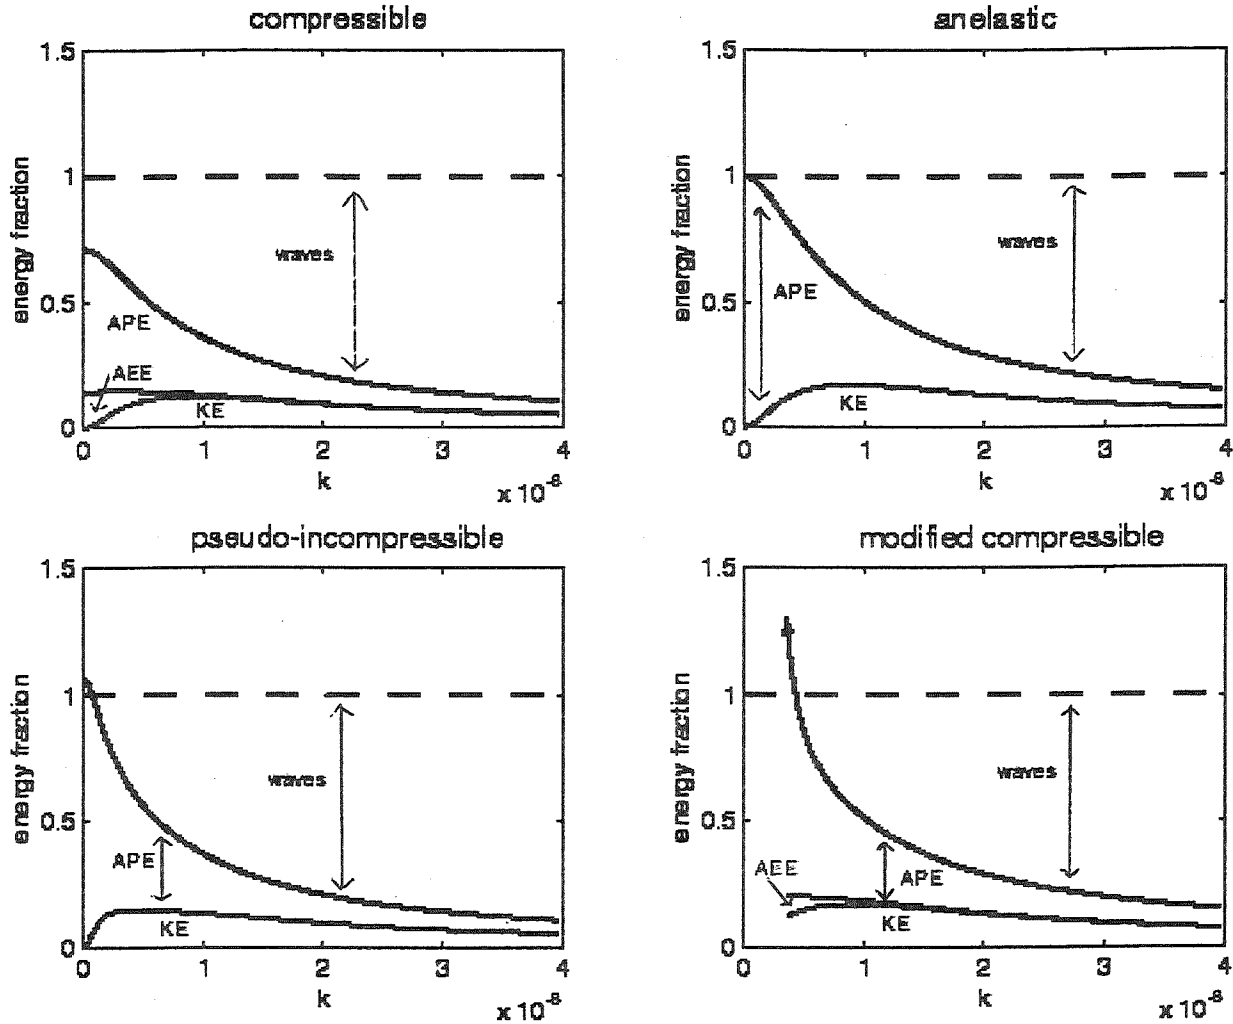 compressible
1.5
1
0.5
0
energy fraction
waves
APE
AEE
KE
0 1 2 3 4
k
x 10
anelastic
1.5
1
0.5
0
energy fraction
waves
APE
KE
0 1 2 3 4
k
x 10
pseudo-incompressible
1.5
1
0.5
0
energy fraction
waves
APE
KE
0 1 2 3 4
k
x 10
modified compressible
1.5
1
0.5
0
energy fraction
waves
AEE
APE
KE
0 1 2 3 4
k
x 10